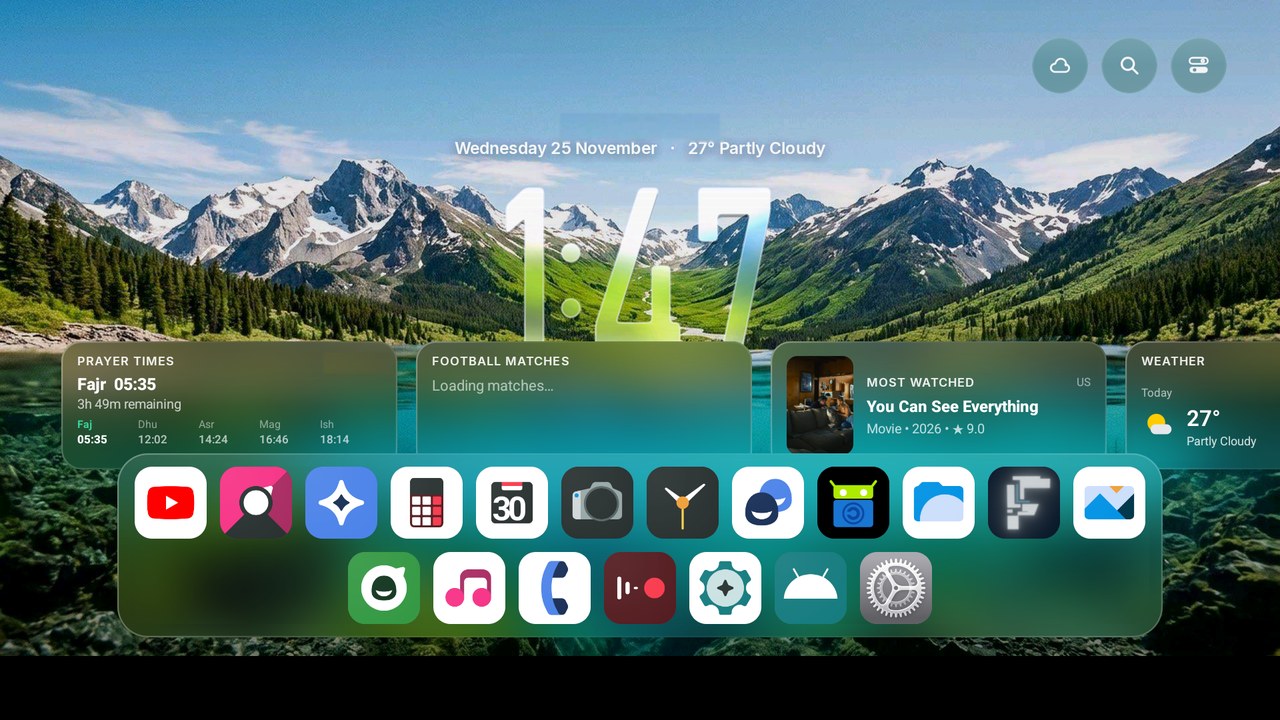 Wednesday 25 November · 27° Partly Cloudy
1:47
PRAYER TIMES
Fajr 05:35
3h 49m remaining
Faj Dhu Asr Mag Ish
05:35 12:02 14:24 16:46 18:14
FOOTBALL MATCHES
Loading matches...
MOST WATCHED US
You Can See Everything
Movie • 2026 • ★ 9.0
WEATHER
Today
27°
Partly Cloudy
30